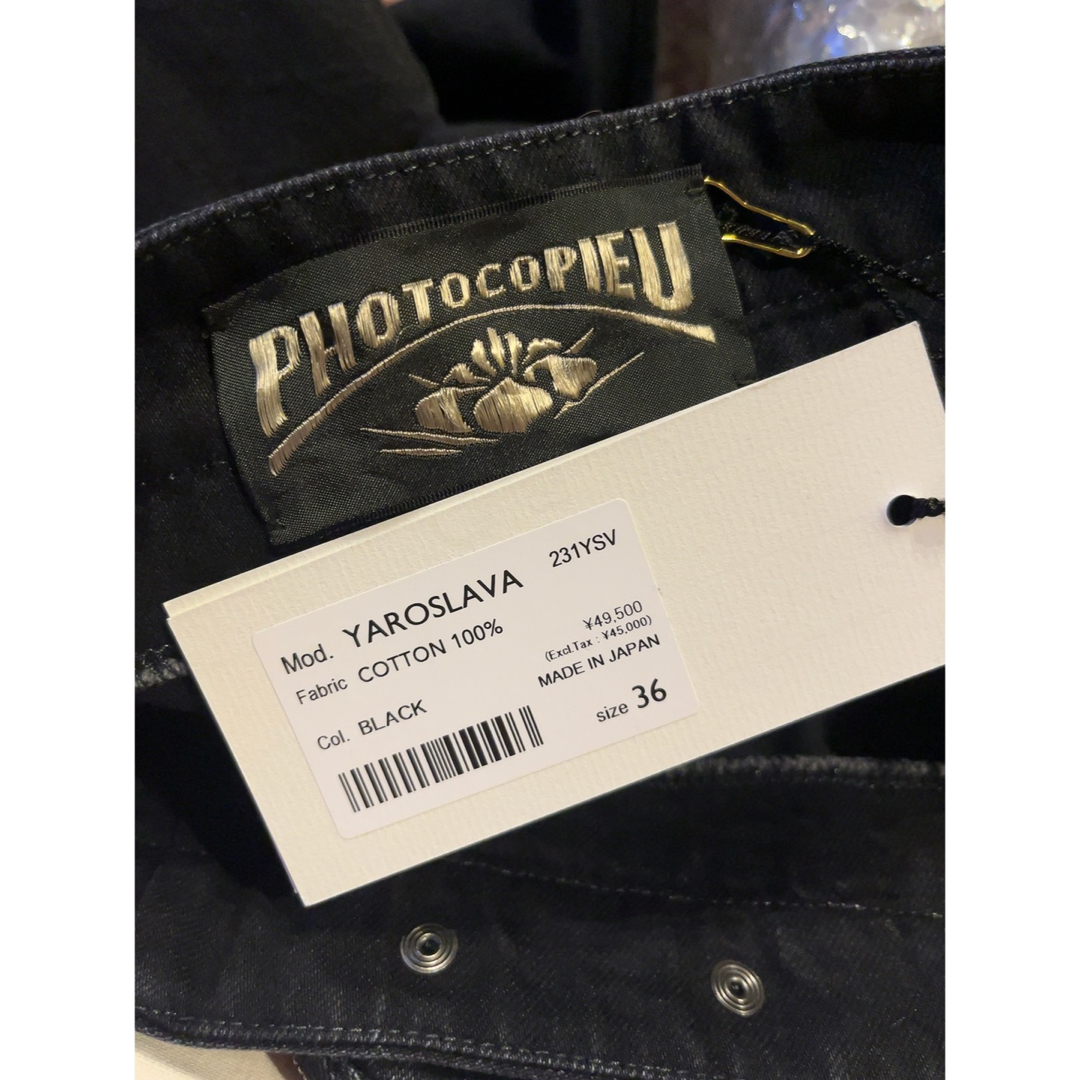 PHOTOCOPIEU
Mod. YAROSLAVA 231YSV
Fabric COTTON 100% ¥49,500
(Excl.Tax : ¥45,000)
MADE IN JAPAN
Col. BLACK size 36